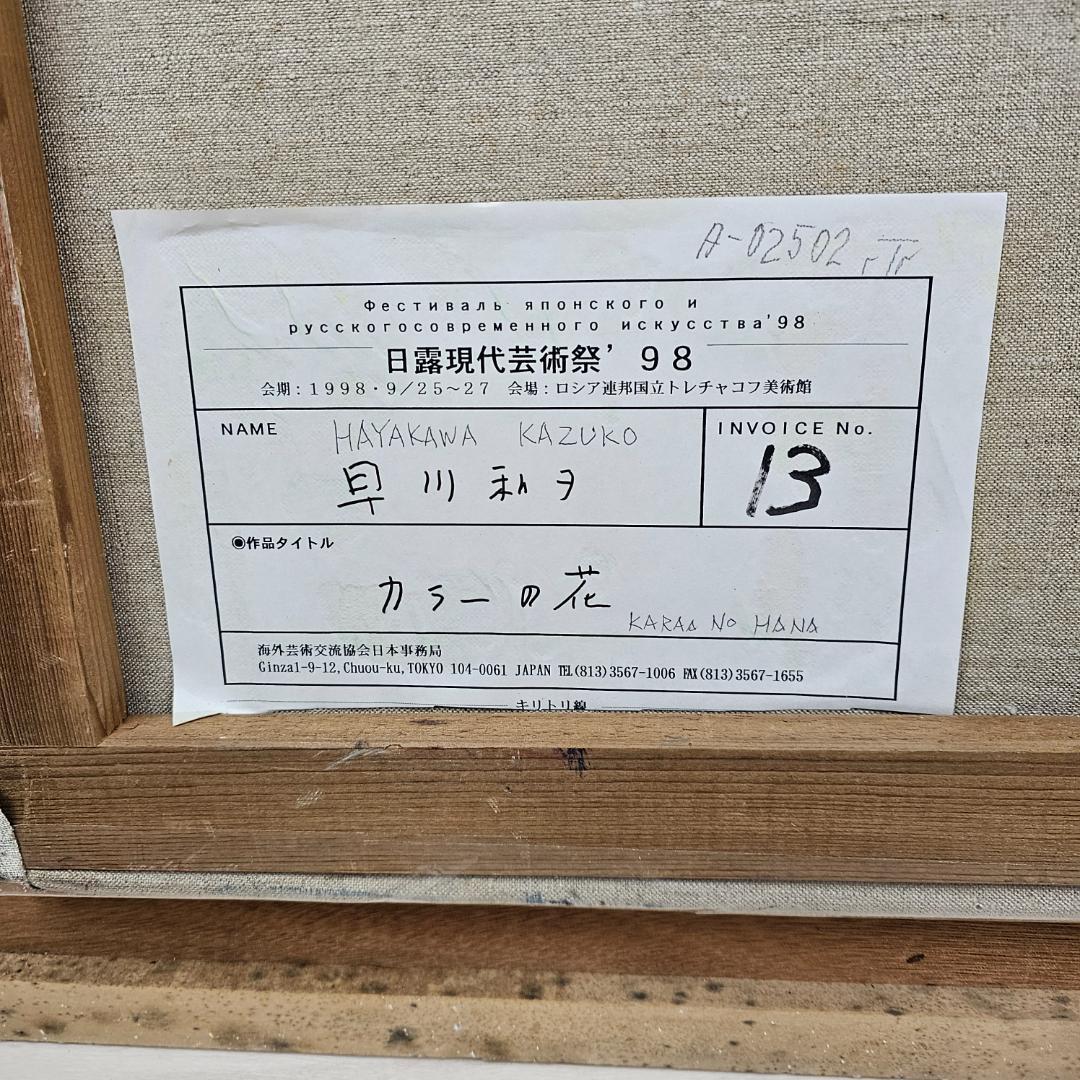 A-02502
Фестиваль японского и
русскогосовременного искусства'98
日露現代芸術祭’98
会期：1998・9／25～27　会場：ロシア連邦国立トレチャコフ美術館
NAME HAYAKAWA KAZUKO
早川和子
INVOICE No.
13
◉作品タイトル
カラーの花
KARAA NO HANA
海外芸術交流協会日本事務局
Ginza1-9-12,Chuou-ku,TOKYO 104-0061 JAPAN TEL(813)3567-1006 FAX(813)3567-1655
キリトリ線